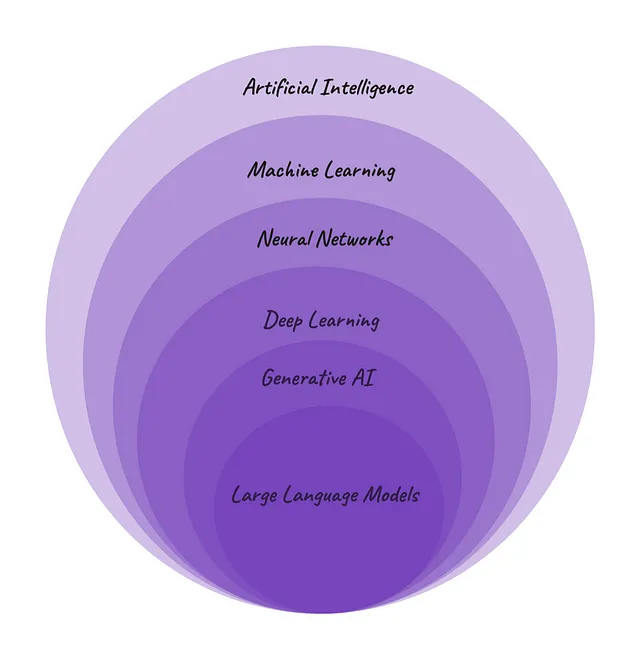 Artificial Intelligence
Machine Learning
Neural Networks
Deep Learning
Generative AI
Large Language Models